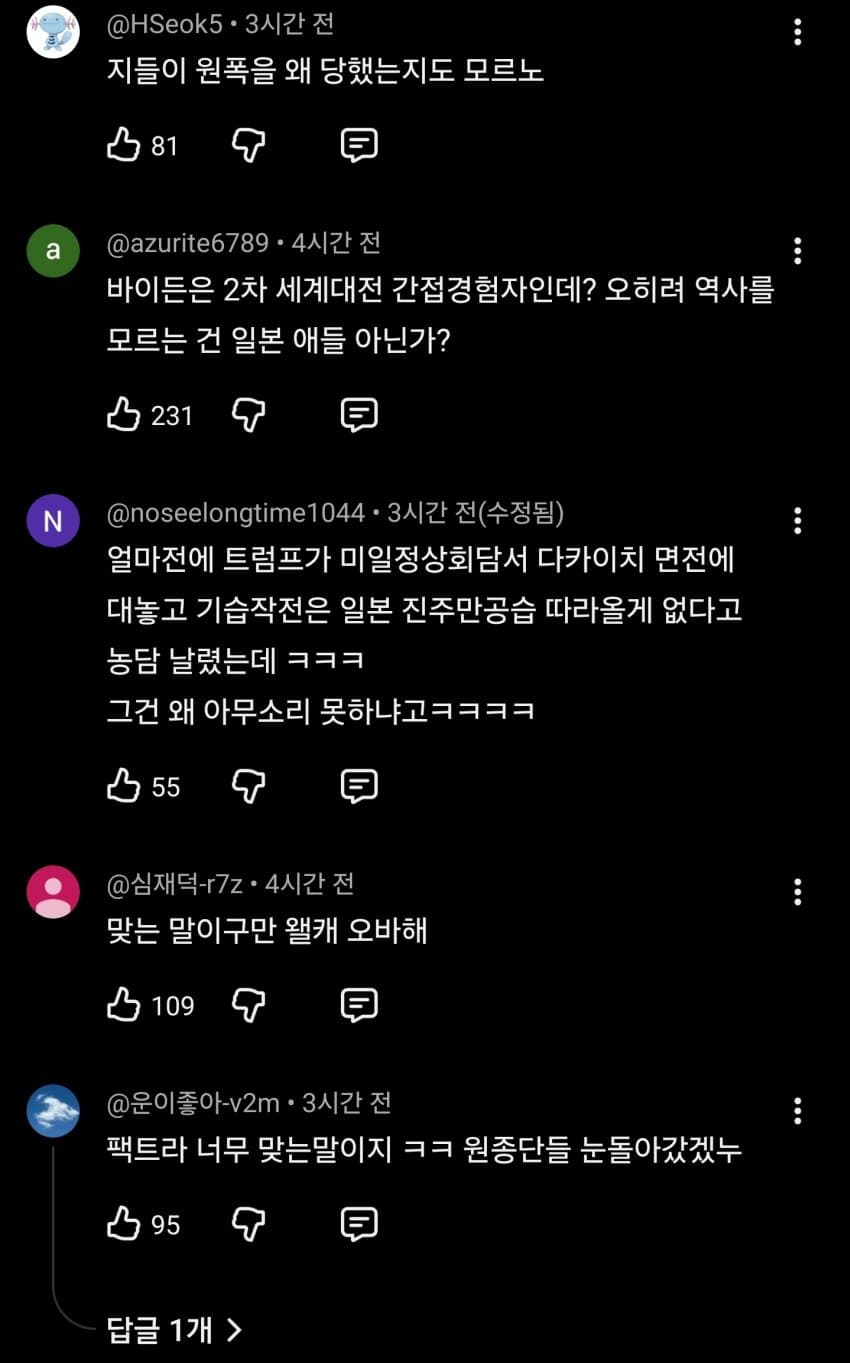 @HSeok5 • 3시간 전
지들이 원폭을 왜 당했는지도 모르노
81
a
@azurite6789 • 4시간 전
바이든은 2차 세계대전 간접경험자인데? 오히려 역사를
모르는 건 일본 애들 아닌가?
231
N
@noseelongtime1044 • 3시간 전(수정됨)
얼마전에 트럼프가 미일정상회담서 다카이치 면전에
대놓고 기습작전은 일본 진주만공습 따라올게 없다고
농담 날렸는데 ㅋㅋㅋ
그건 왜 아무소리 못하냐고ㅋㅋㅋㅋ
55
@심재덕-r7z • 4시간 전
맞는 말이구만 왤캐 오바해
109
@운이좋아-v2m • 3시간 전
팩트라 너무 맞는말이지 ㅋㅋ 원종단들 눈돌아갔겠누
95
답글 1개